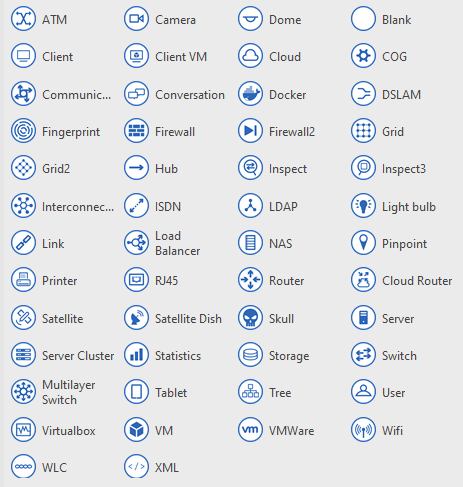 ATM Camera Dome Blank
Client Client VM Cloud COG
Communic... Conversation Docker DSLAM
Fingerprint Firewall Firewall2 Grid
Grid2 Hub Inspect Inspect3
Interconnec... ISDN LDAP Light bulb
Link Load Balancer NAS Pinpoint
Printer RJ45 Router Cloud Router
Satellite Satellite Dish Skull Server
Server Cluster Statistics Storage Switch
Multilayer Switch Tablet Tree User
Virtualbox VM vm VMWare Wifi
WLC </> XML